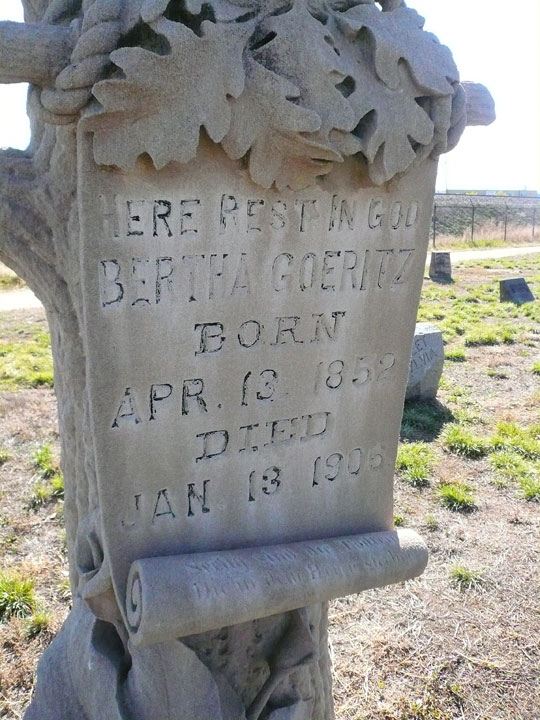 HERE REST IN GOD
BERTHA GOERITZ
BORN
APR. 13. 1852
DIED
JAN 13 1906